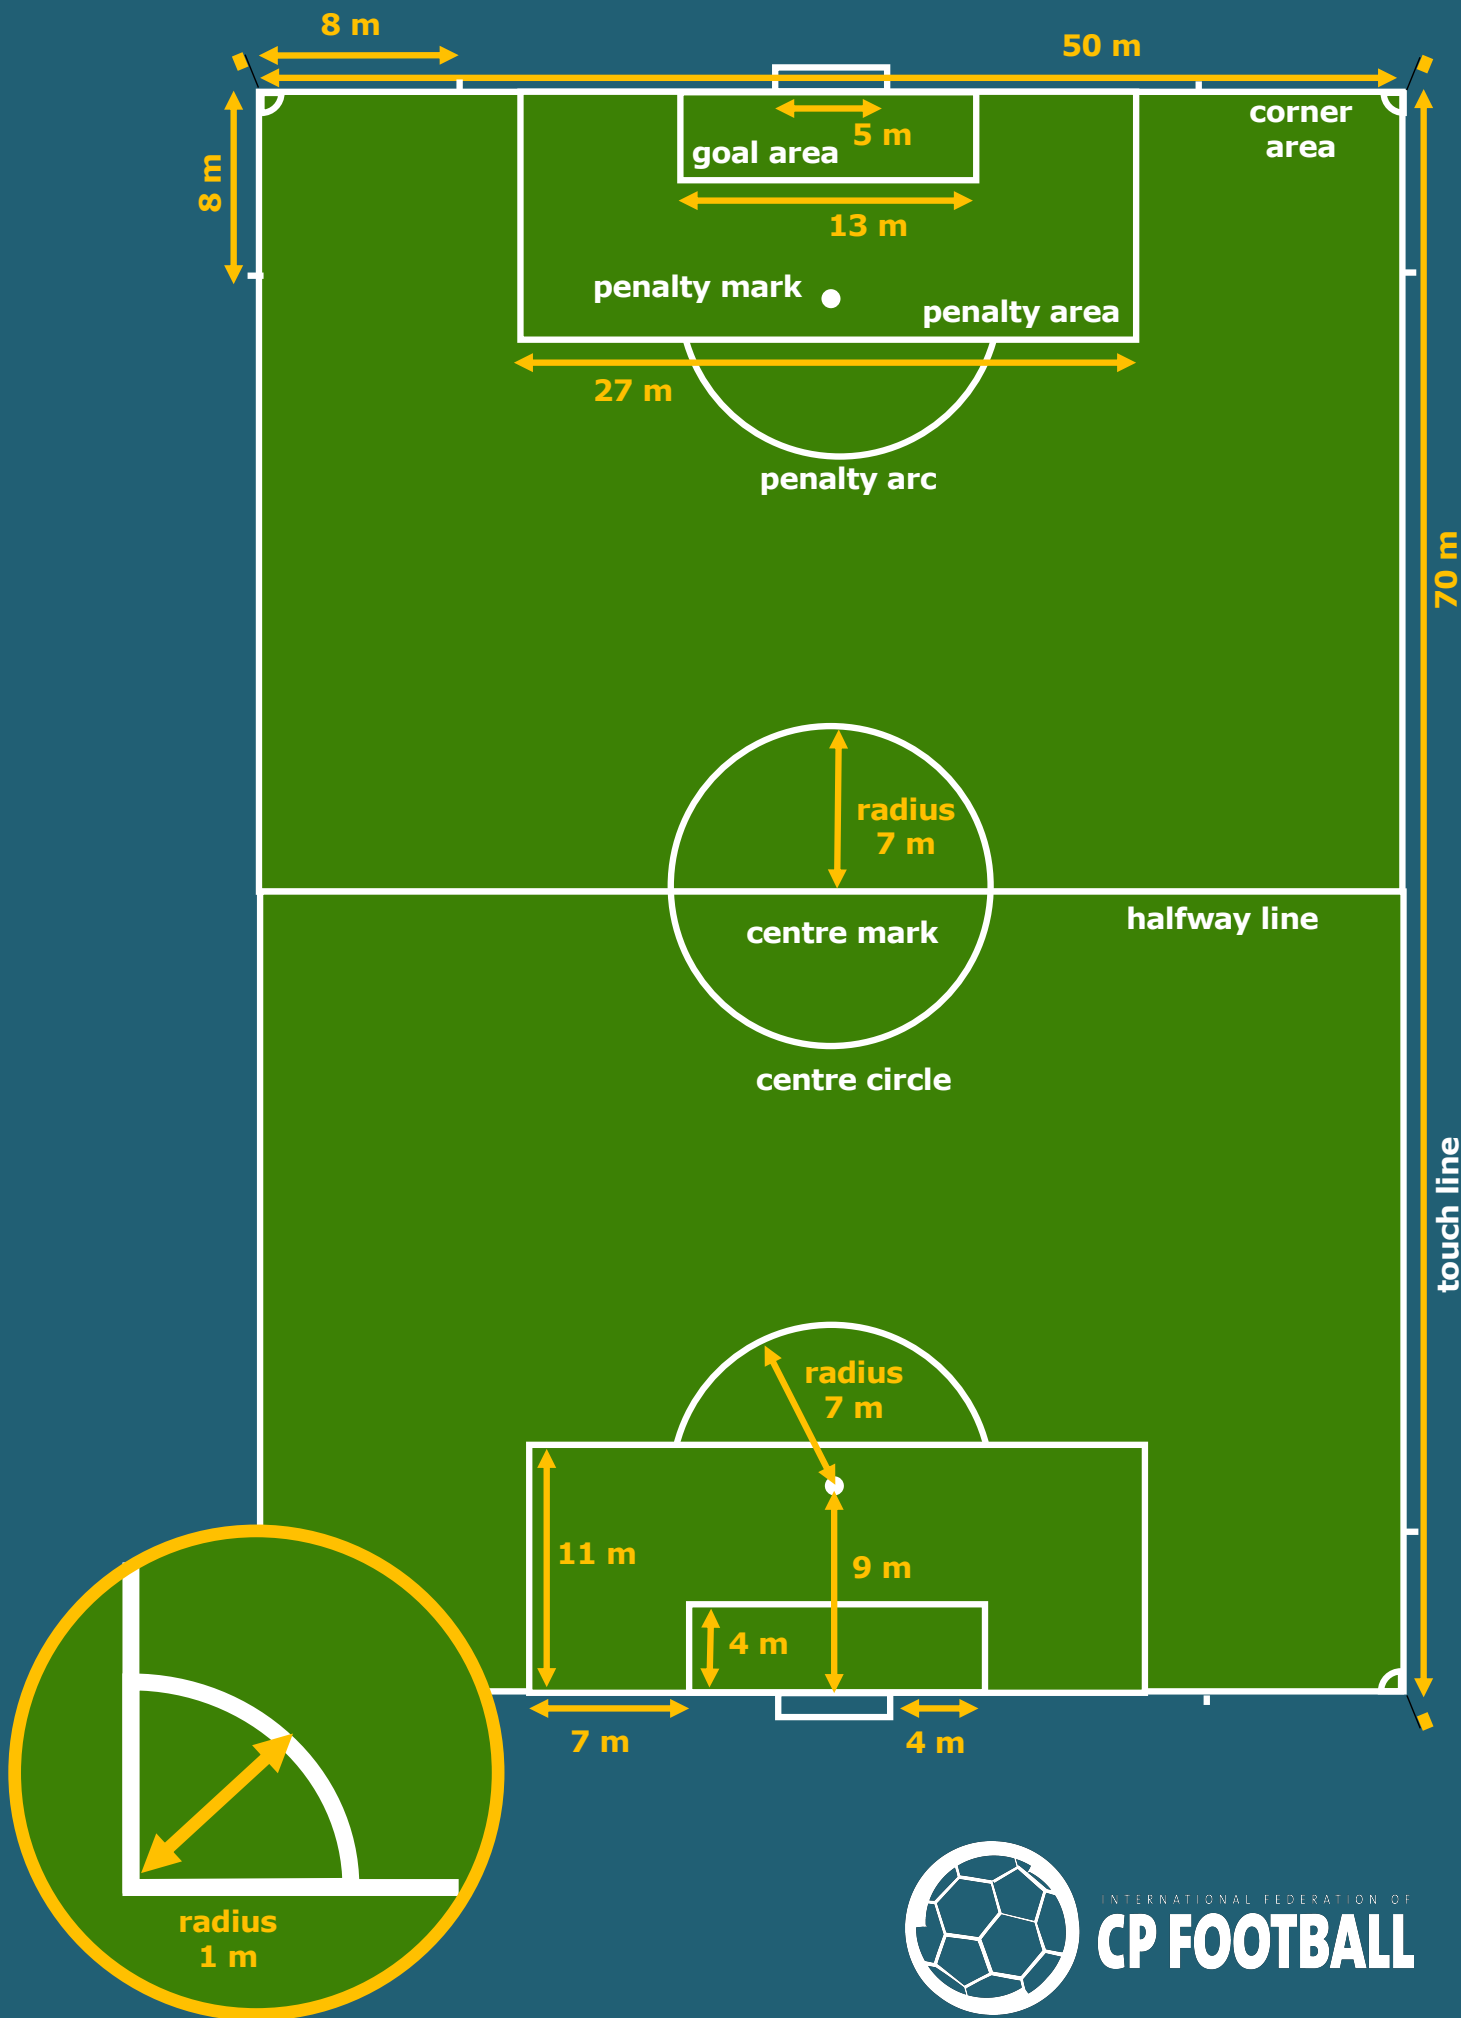 8 m
50 m
corner
area
5 m
goal area
8 m
13 m
penalty mark
penalty area
27 m
penalty arc
70 m
radius
7 m
halfway line
centre mark
centre circle
touch line
radius
7 m
11 m
9 m
4 m
7 m
4 m
radius
1 m
INTERNATIONAL FEDERATION OF
CP FOOTBALL